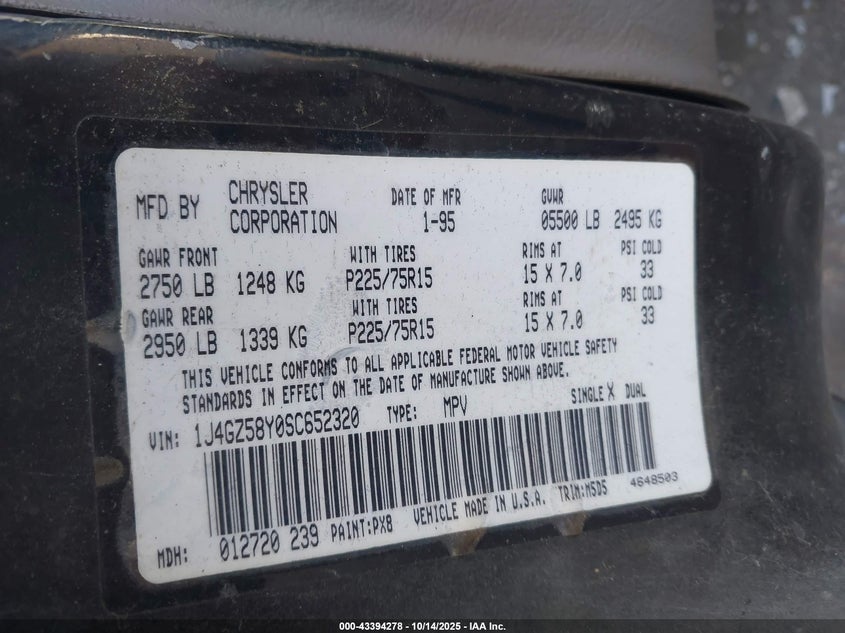 MFD BY CHRYSLER CORPORATION DATE OF MFR 1-95 GVWR 05500 LB 2495 KG
GAWR FRONT WITH TIRES RIMS AT PSI COLD
2750 LB 1248 KG P225/75R15 15 X 7.0 33
GAWR REAR WITH TIRES RIMS AT PSI COLD
2950 LB 1339 KG P225/75R15 15 X 7.0 33
THIS VEHICLE CONFORMS TO ALL APPLICABLE FEDERAL MOTOR VEHICLE SAFETY
STANDARDS IN EFFECT ON THE DATE OF MANUFACTURE SHOWN ABOVE.
VIN: 1J4GZ58Y0SC652320 TYPE: MPV SINGLE X DUAL
4648503
MDH: 012720 239 PAINT:PX8 VEHICLE MADE IN U.S.A. TRIM:M5D5
000-43394278 - 10/14/2025 - IAA Inc.